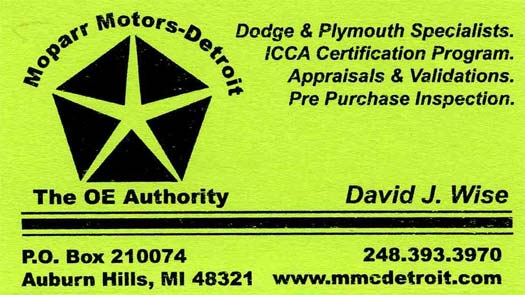 Moparr Motors-Detroit
Dodge & Plymouth Specialists.
ICCA Certification Program.
Appraisals & Validations.
Pre Purchase Inspection.
The OE Authority
David J. Wise
P.O. Box 210074
Auburn Hills, MI 48321
248.393.3970
www.mmcdetroit.com